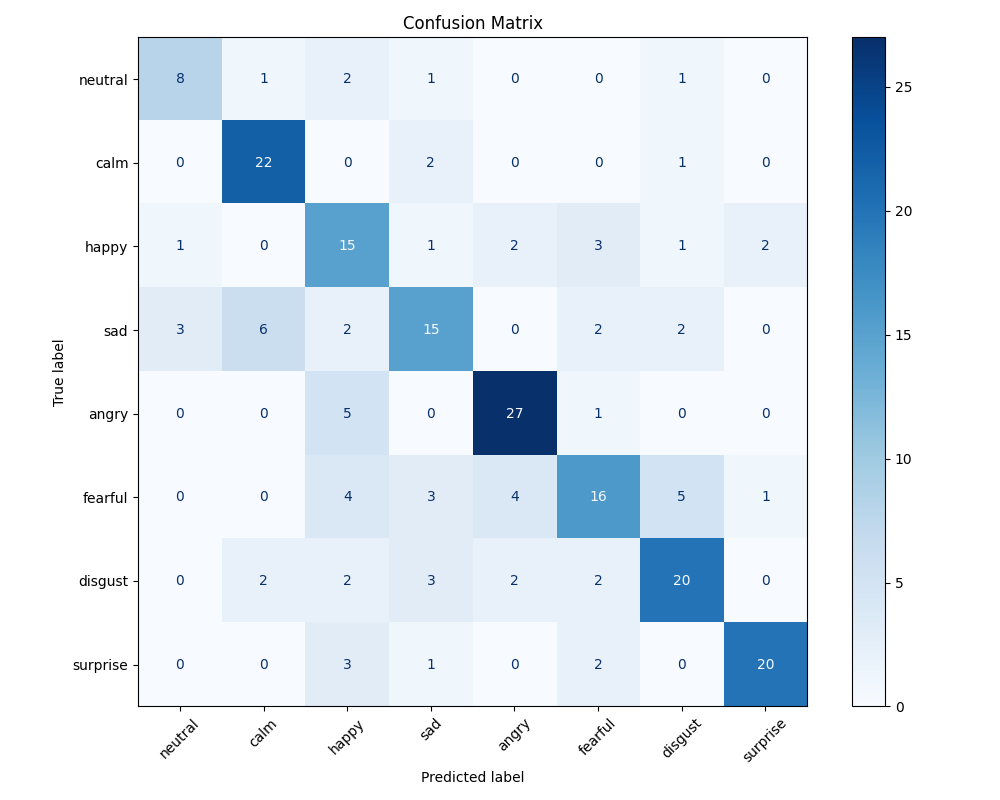 Confusion Matrix
neutral 8 1 2 1 0 0 1 0
calm 0 22 0 2 0 0 1 0
happy 1 0 15 1 2 3 1 2
sad 3 6 2 15 0 2 2 0
angry 0 0 5 0 27 1 0 0
fearful 0 0 4 3 4 16 5 1
disgust 0 2 2 3 2 2 20 0
surprise 0 0 3 1 0 2 0 20
True label
neutral calm happy sad angry fearful disgust surprise
Predicted label
25
20
15
10
5
0